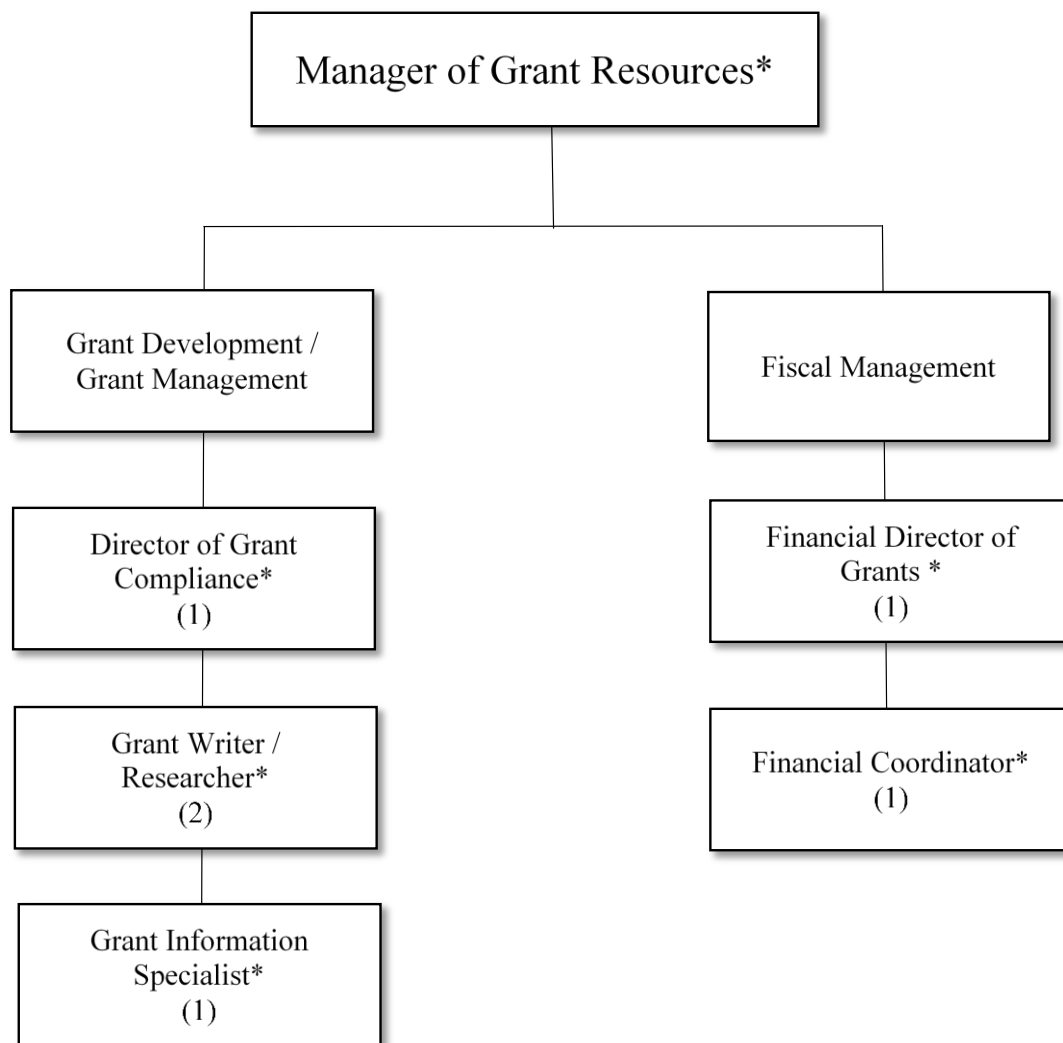 Manager of Grant Resources*
Grant Development /
Grant Management
Fiscal Management
Director of Grant
Compliance*
(1)
Financial Director of
Grants *
(1)
Grant Writer /
Researcher*
(2)
Financial Coordinator*
(1)
Grant Information
Specialist*
(1)